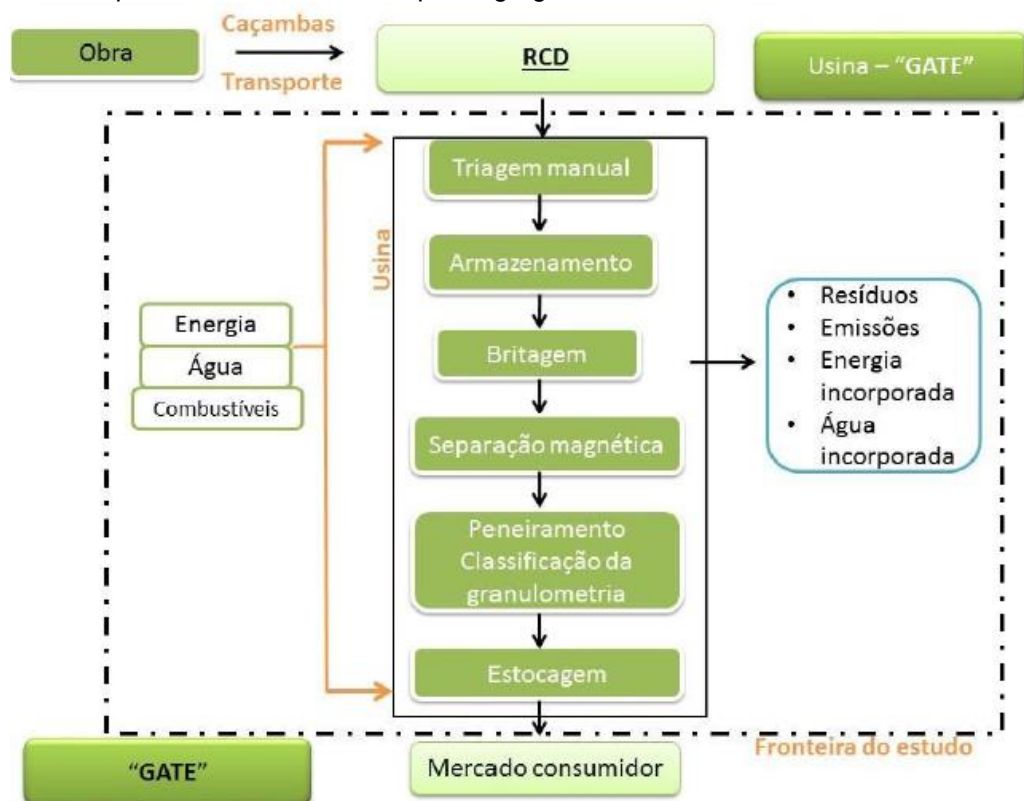 Caçambas
Obra
Transporte
RCD
Usina – “GATE”
Triagem manual
Usina
Armazenamento
Energia
Água
Combustíveis
Britagem
Separação magnética
Peneiramento
Classificação da
granulometria
Estocagem
• Resíduos
• Emissões
• Energia
incorporada
• Água
incorporada
Fronteira do estudo
“GATE”
Mercado consumidor